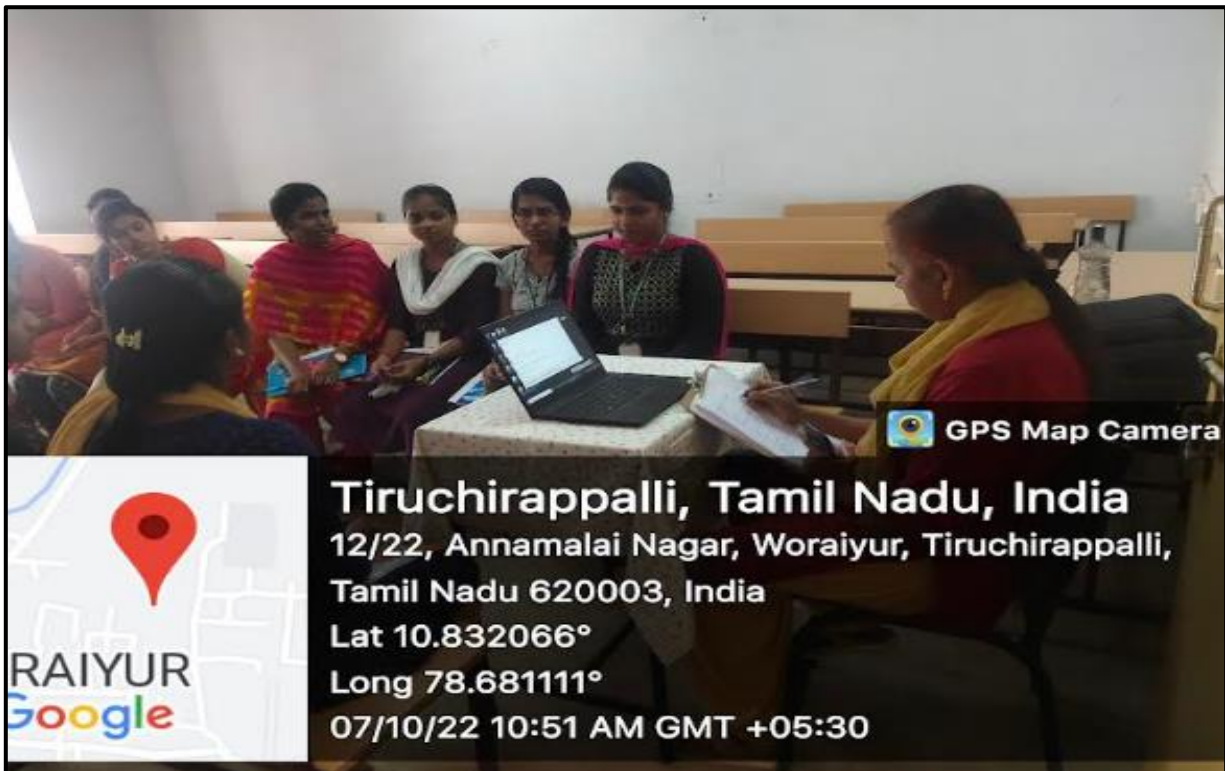 GPS Map Camera
Tiruchirappalli, Tamil Nadu, India
12/22, Annamalai Nagar, Woraiyur, Tiruchirappalli,
Tamil Nadu 620003, India
Lat 10.832066°
Long 78.681111°
07/10/22 10:51 AM GMT +05:30
RAIYUR
Google